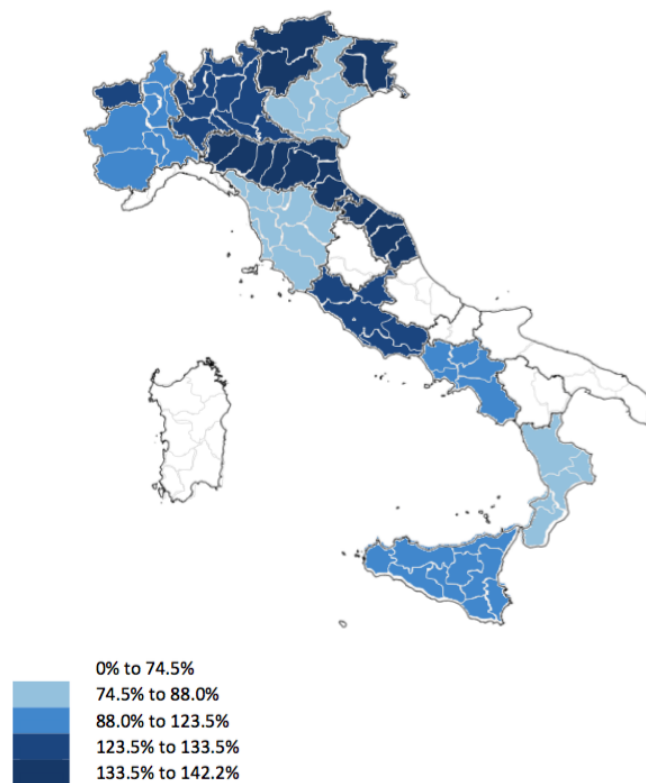 0% to 74.5%
74.5% to 88.0%
88.0% to 123.5%
123.5% to 133.5%
133.5% to 142.2%